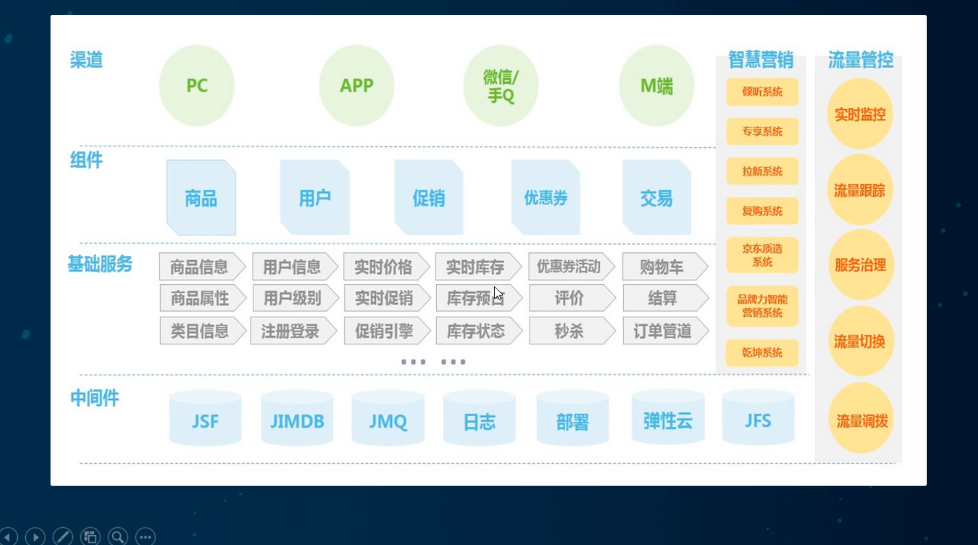 渠道
PC
APP
微信/
手Q
M端
组件
商品
用户
促销
优惠券
交易
基础服务
商品信息
用户信息
实时价格
实时库存
优惠券活动
购物车
商品属性
用户级别
实时促销
库存预占
评价
结算
类目信息
注册登录
促销引擎
库存状态
秒杀
订单管道
... ...
中间件
JSF
JIMDB
JMQ
日志
部署
弹性云
JFS
智慧营销
倾听系统
专享系统
拉新系统
复购系统
京东质造
系统
品牌力智能
营销系统
乾坤系统
流量管控
实时监控
流量跟踪
服务治理
流量切换
流量调拨